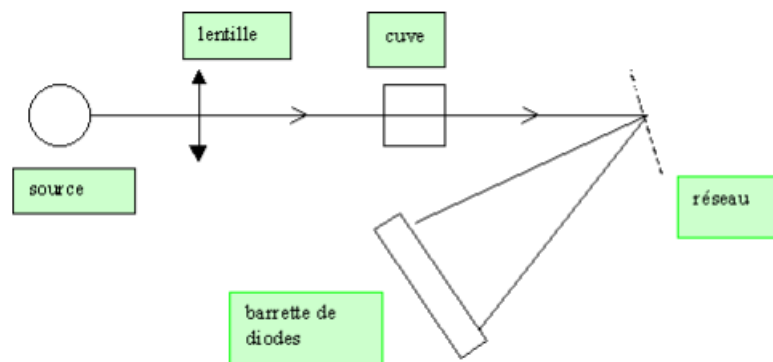 lentille
cuve
source
réseau
barrette de
diodes